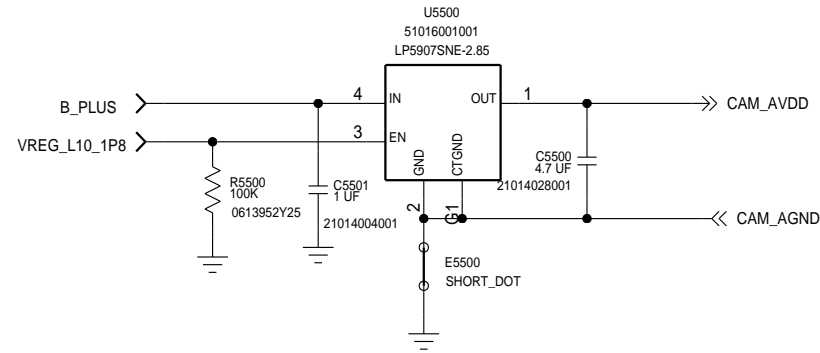 U5500
51016001001
LP5907SNE-2.85
B_PLUS
4
IN
OUT
1
CAM_AVDD
VREG_L10_1P8
3
EN
GND
CTGND
C5500
4.7 UF
21014028001
R5500
100K
0613952Y25
C5501
1 UF
21014004001
2
G1
CAM_AGND
E5500
SHORT_DOT